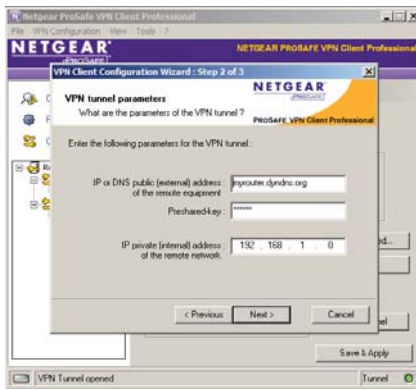 Netgear ProSafe VPN Client Professional
File VPN Configuration View Tools ?
NETGEAR
PROSAFE
NETGEAR PROSAFE VPN Client Professional
VPN Client Configuration Wizard : Step 2 of 3
VPN tunnel parameters
What are the parameters of the VPN tunnel ?
NETGEAR
PROSAFE VPN Client Professional
Enter the following parameters for the VPN tunnel :
IP or DNS public (external) address :
of the remote equipment
myrouter.dyndns.org
Preshared-key :
******
IP private (internal) address :
of the remote network.
192 . 168 . 1 . 0
< Previous
Next >
Cancel
Save & Apply
VPN Tunnel opened
Tunnel